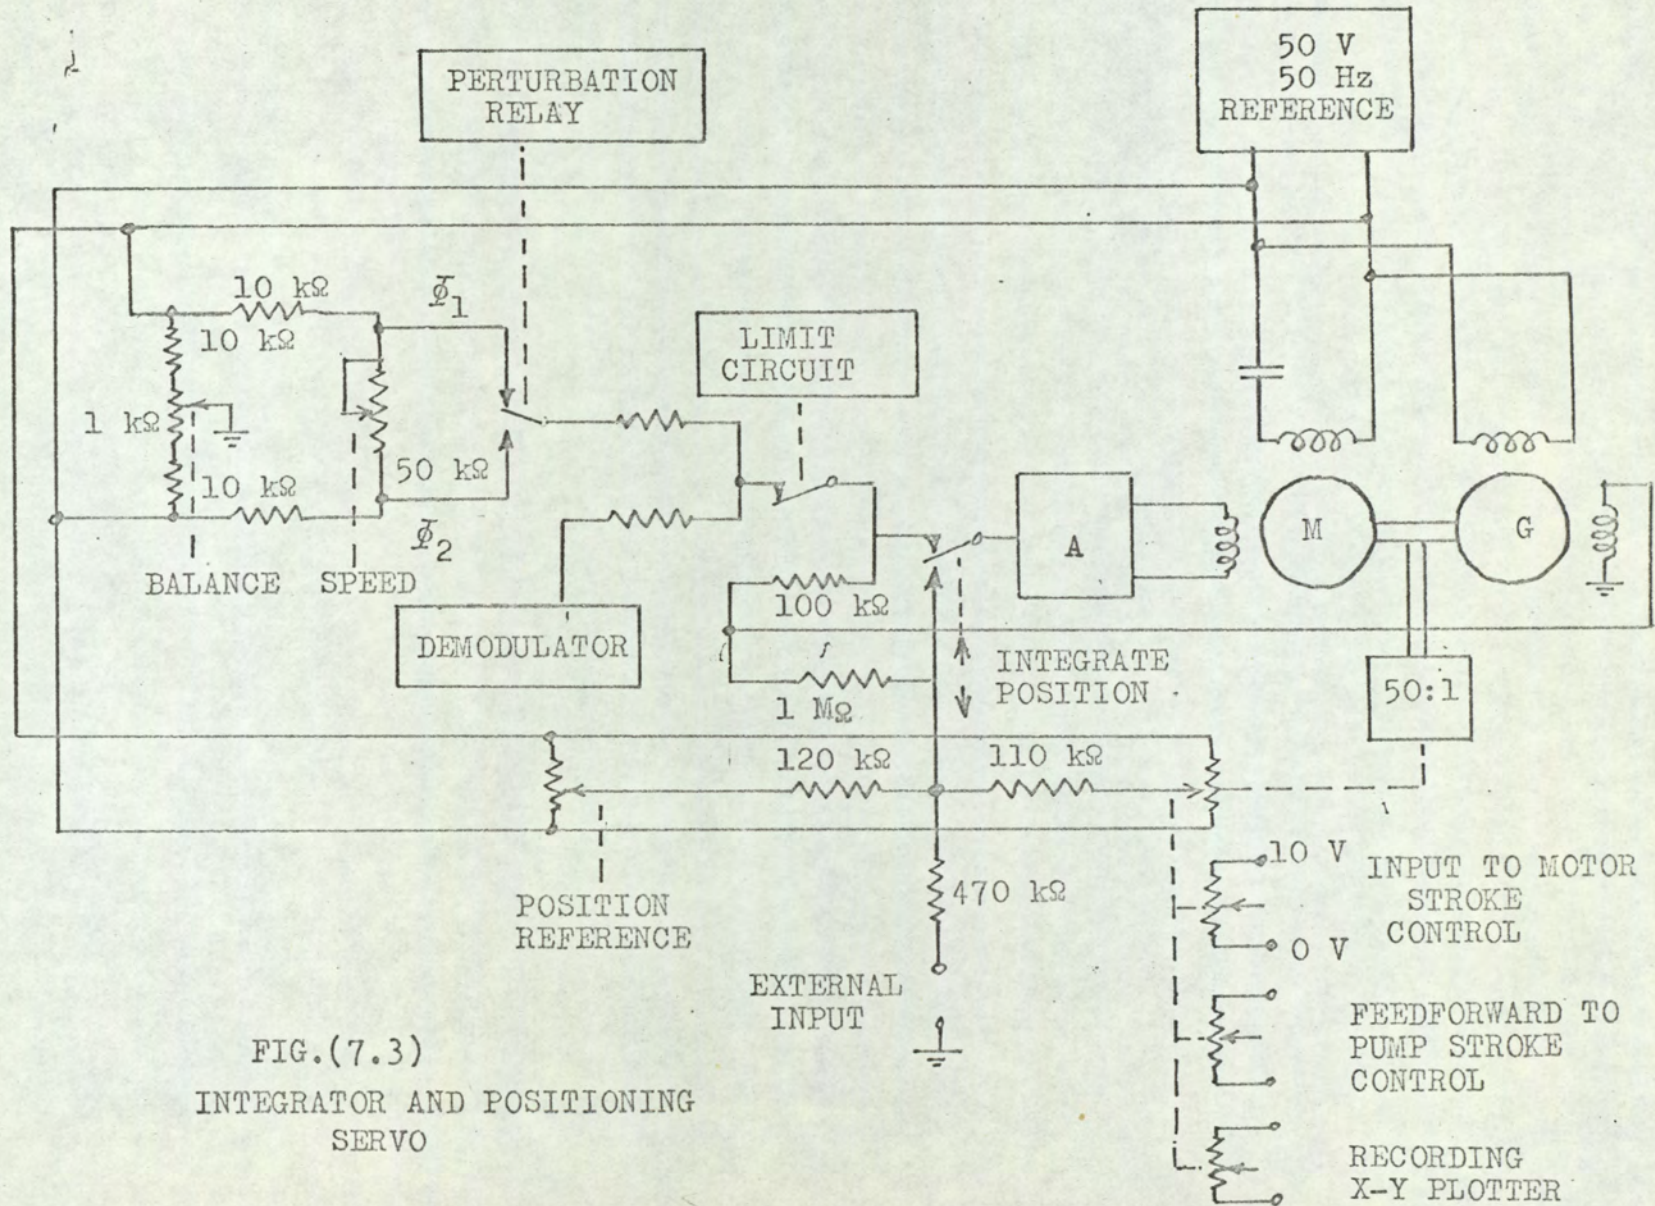 50 V
50 Hz
REFERENCE
PERTURBATION
RELAY
10 kΩ
Φ1
10 kΩ
LIMIT
CIRCUIT
1 kΩ
50 kΩ
10 kΩ
Φ2
BALANCE
SPEED
M
G
A
100 kΩ
DEMODULATOR
INTEGRATE
POSITION
50:1
1 MΩ
120 kΩ
110 kΩ
POSITION
REFERENCE
470 kΩ
10 V
INPUT TO MOTOR
STROKE
CONTROL
0 V
EXTERNAL
INPUT
FEEDFORWARD TO
PUMP STROKE
CONTROL
FIG.(7.3)
INTEGRATOR AND POSITIONING
SERVO
RECORDING
X-Y PLOTTER